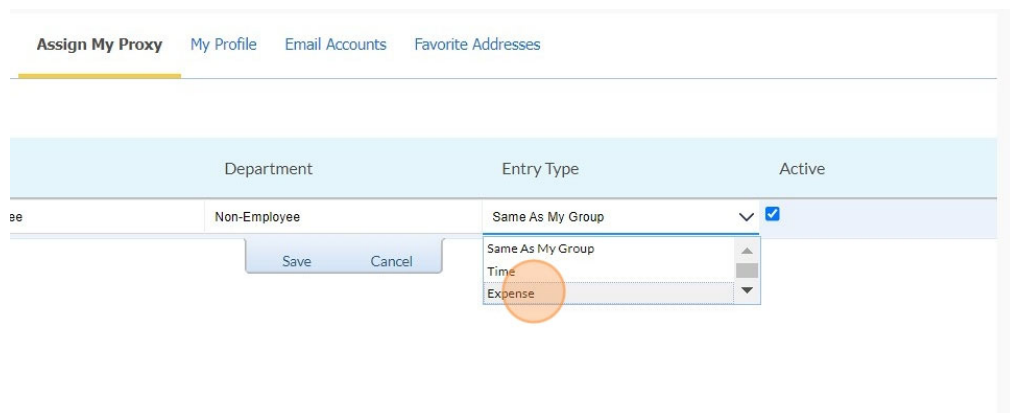 Assign My Proxy My Profile Email Accounts Favorite Addresses
Department Entry Type Active
ee Non-Employee Same As My Group
Same As My Group
Time
Expense
Save Cancel